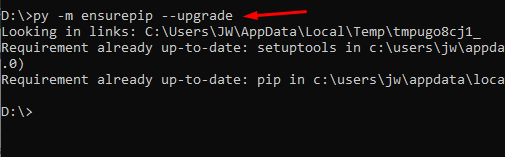 D:\>py -m ensurepip --upgrade
Looking in links: C:\Users\JW\AppData\Local\Temp\tmpugo8cj1_
Requirement already up-to-date: setuptools in c:\users\jw\appda
.0)
Requirement already up-to-date: pip in c:\users\jw\appdata\loca
D:\>